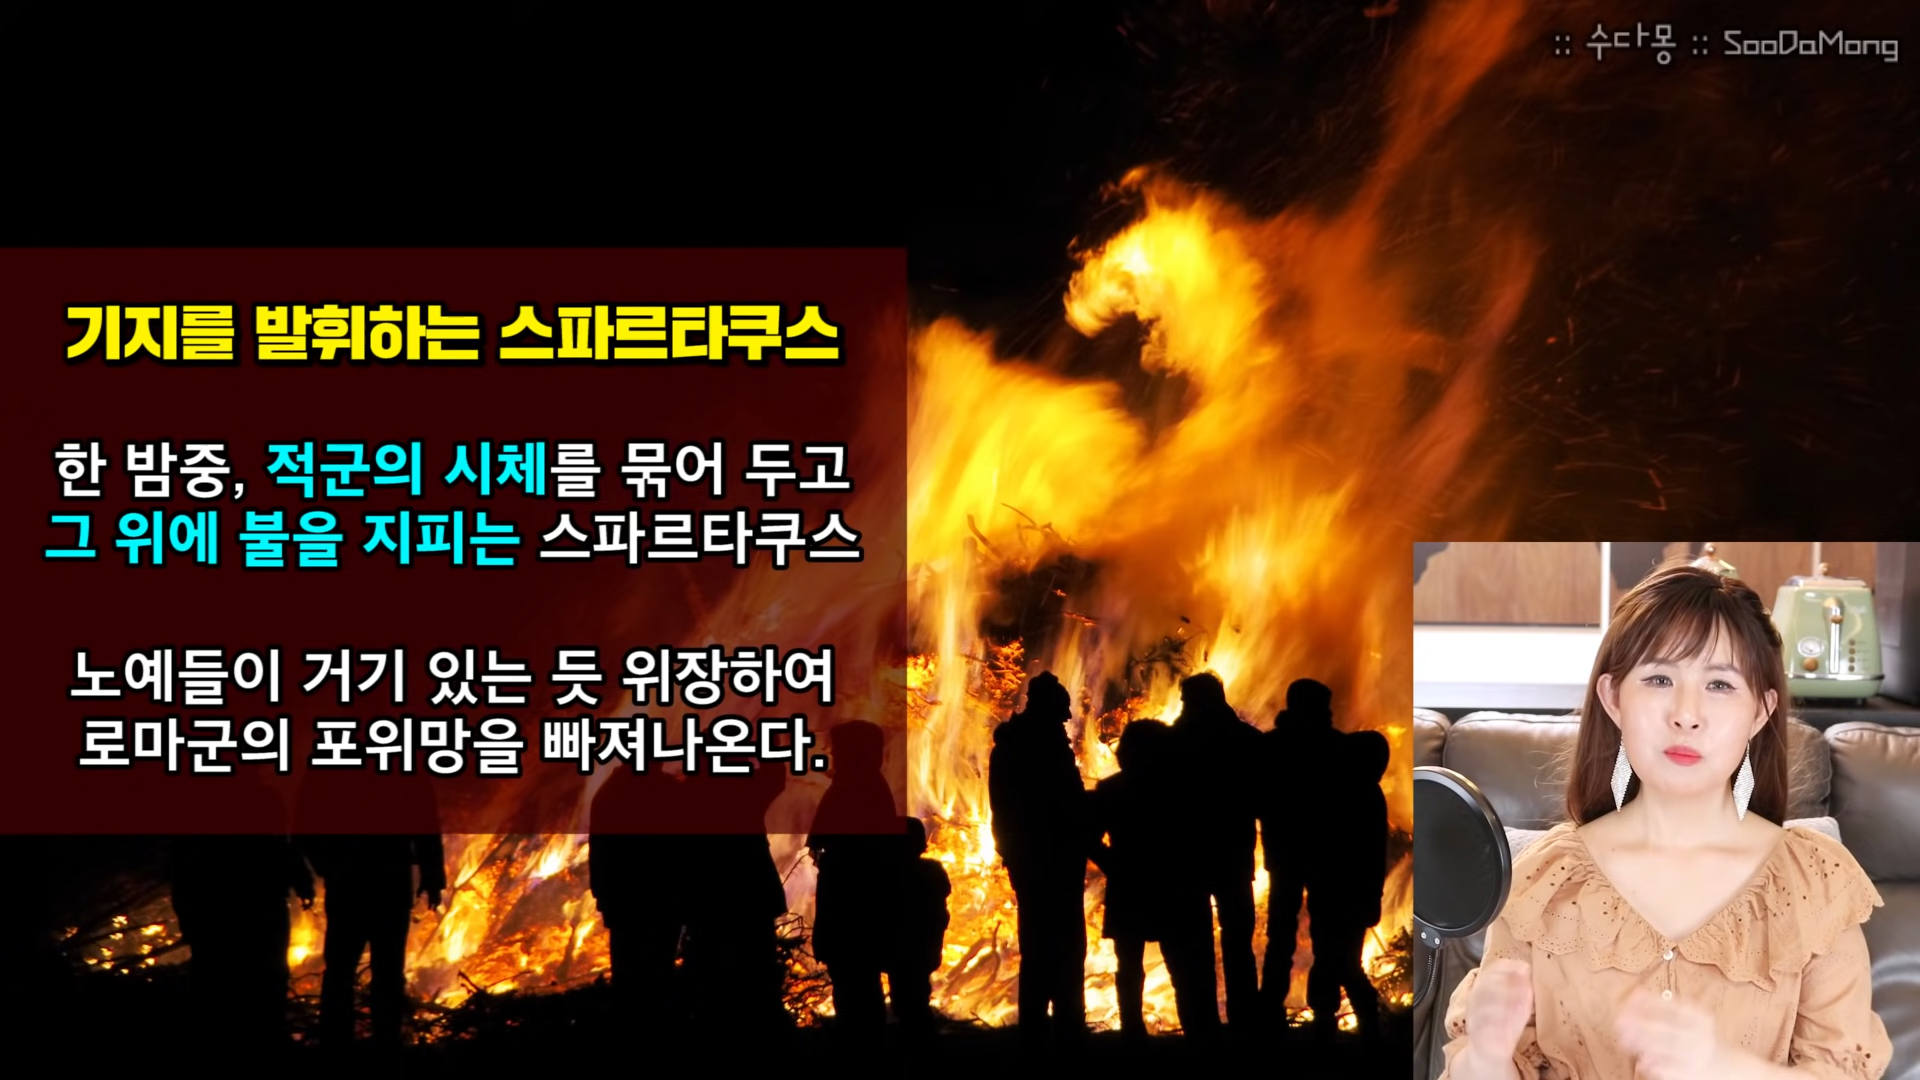 :: 수다몽 :: SooDaMong
기지를 발휘하는 스파르타쿠스
한 밤중, 적군의 시체를 묶어 두고
그 위에 불을 지피는 스파르타쿠스
노예들이 거기 있는 듯 위장하여
로마군의 포위망을 빠져나온다.